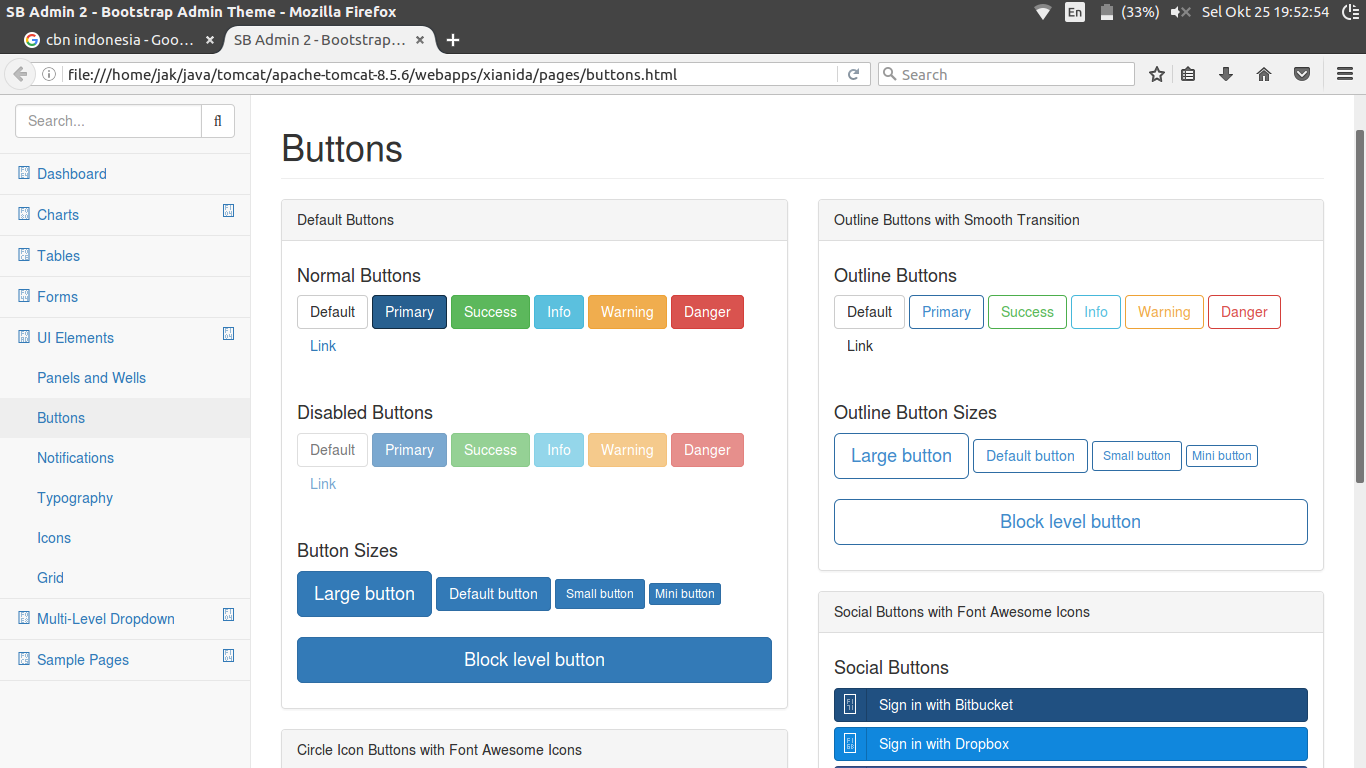 SB Admin 2 - Bootstrap Admin Theme - Mozilla Firefox
En (33%) Sel Okt 25 19:52:54
cbn indonesia - Goo... × SB Admin 2 - Bootstrap... × +
file:///home/jak/java/tomcat/apache-tomcat-8.5.6/webapps/xianida/pages/buttons.html
Search
Search...
Dashboard
Charts
Tables
Forms
UI Elements
Panels and Wells
Buttons
Notifications
Typography
Icons
Grid
Multi-Level Dropdown
Sample Pages
Buttons
Default Buttons
Normal Buttons
Default Primary Success Info Warning Danger
Link
Disabled Buttons
Default Primary Success Info Warning Danger
Link
Button Sizes
Large button Default button Small button Mini button
Block level button
Circle Icon Buttons with Font Awesome Icons
Outline Buttons with Smooth Transition
Outline Buttons
Default Primary Success Info Warning Danger
Link
Outline Button Sizes
Large button Default button Small button Mini button
Block level button
Social Buttons with Font Awesome Icons
Social Buttons
Sign in with Bitbucket
Sign in with Dropbox